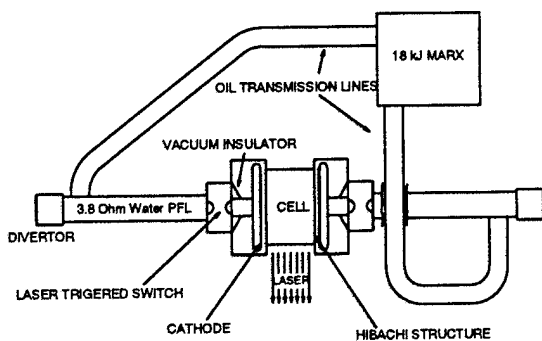 18 kJ MARX
OIL TRANSMISSION LINES
VACUUM INSULATOR
3.8 Ohm Water PFL
CELL
DIVERTOR
LASER
LASER TRIGERED SWITCH
CATHODE
HIBACHI STRUCTURE